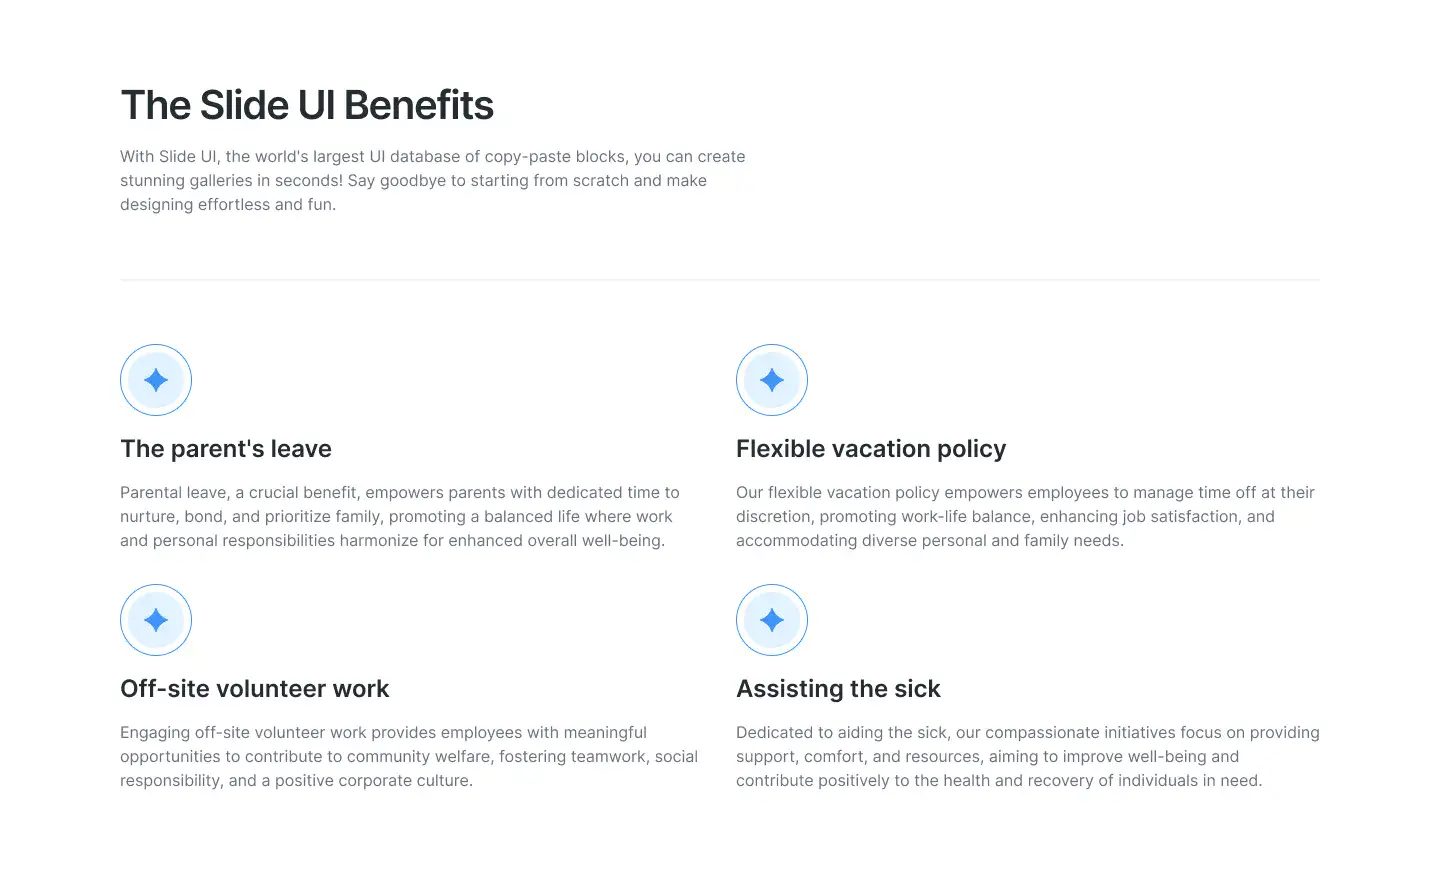 The Slide UI Benefits
With Slide UI, the world's largest UI database of copy-paste blocks, you can create
stunning galleries in seconds! Say goodbye to starting from scratch and make
designing effortless and fun.
The parent's leave
Parental leave, a crucial benefit, empowers parents with dedicated time to
nurture, bond, and prioritize family, promoting a balanced life where work
and personal responsibilities harmonize for enhanced overall well-being.
Flexible vacation policy
Our flexible vacation policy empowers employees to manage time off at their
discretion, promoting work-life balance, enhancing job satisfaction, and
accommodating diverse personal and family needs.
Off-site volunteer work
Engaging off-site volunteer work provides employees with meaningful
opportunities to contribute to community welfare, fostering teamwork, social
responsibility, and a positive corporate culture.
Assisting the sick
Dedicated to aiding the sick, our compassionate initiatives focus on providing
support, comfort, and resources, aiming to improve well-being and
contribute positively to the health and recovery of individuals in need.